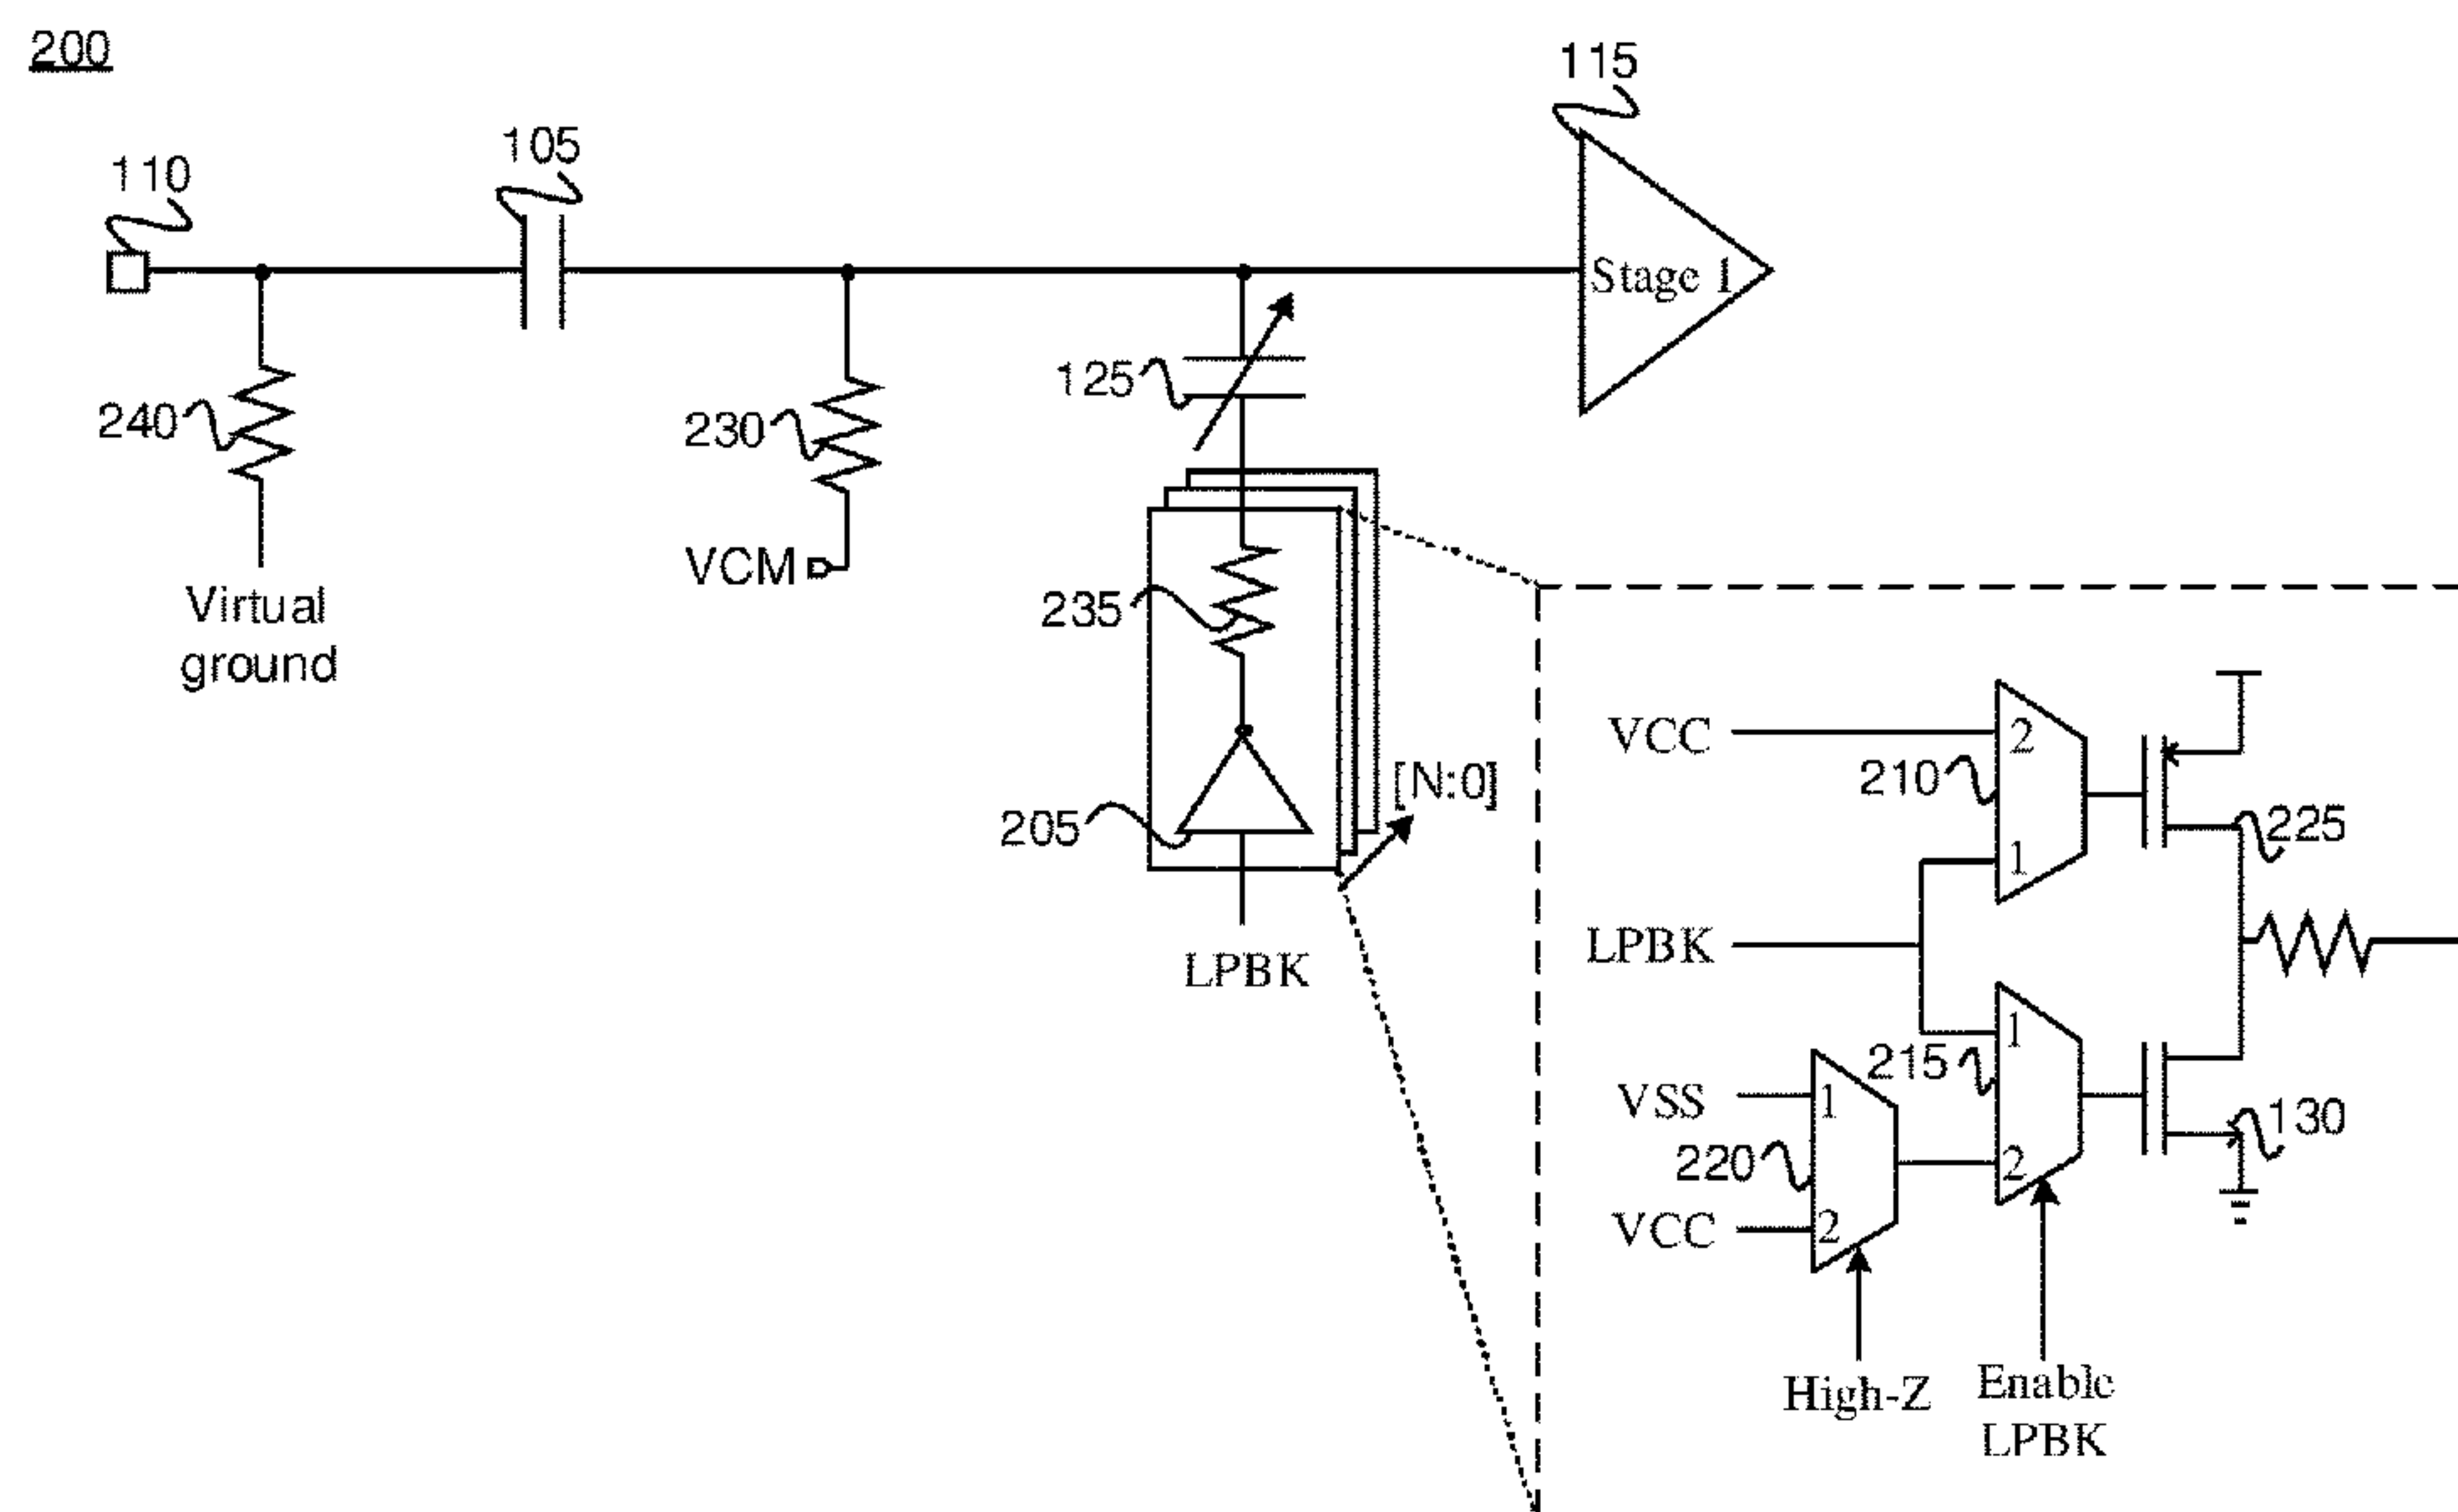 200
115
105
110
Stage 1
125
240
230
VCM
Virtual
ground
235
[N:0]
205
LPBK
VCC
2
210
1
225
LPBK
1
215
VSS
1
130
220
2
VCC
2
High-Z
Enable
LPBK